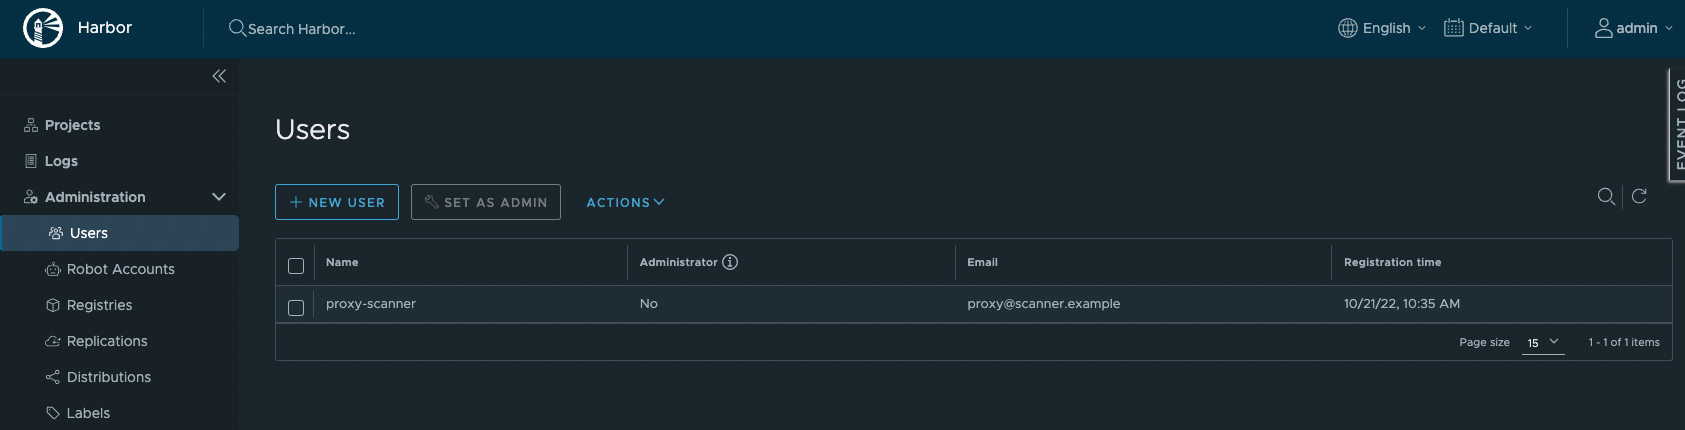 Harbor
Search Harbor...
English
Default
admin
EVENT LOG
Projects
Logs
Administration
Users
Robot Accounts
Registries
Replications
Distributions
Labels
Users
+ NEW USER
SET AS ADMIN
ACTIONS
Name Administrator Email Registration time
proxy-scanner No proxy@scanner.example 10/21/22, 10:35 AM
Page size 15 1 - 1 of 1 items